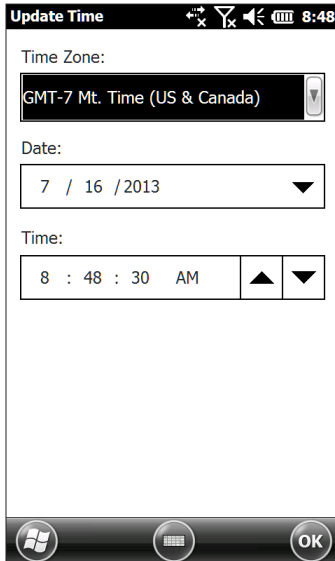 Update Time 8:48
Time Zone:
GMT-7 Mt. Time (US & Canada)
Date:
7 / 16 / 2013
Time:
8 : 48 : 30 AM
OK